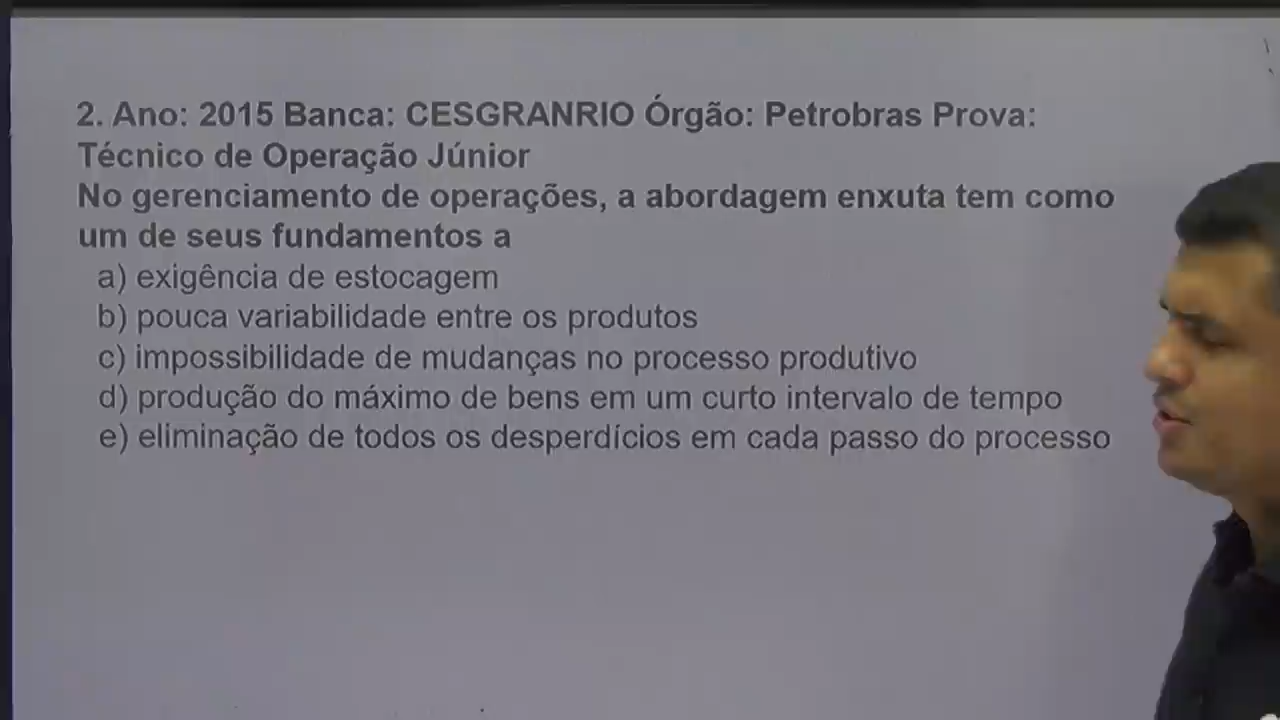 2. Ano: 2015 Banca: CESGRANRIO Órgão: Petrobras Prova:
Técnico de Operação Júnior
No gerenciamento de operações, a abordagem enxuta tem como
um de seus fundamentos a
a) exigência de estocagem
b) pouca variabilidade entre os produtos
c) impossibilidade de mudanças no processo produtivo
d) produção do máximo de bens em um curto intervalo de tempo
e) eliminação de todos os desperdícios em cada passo do processo